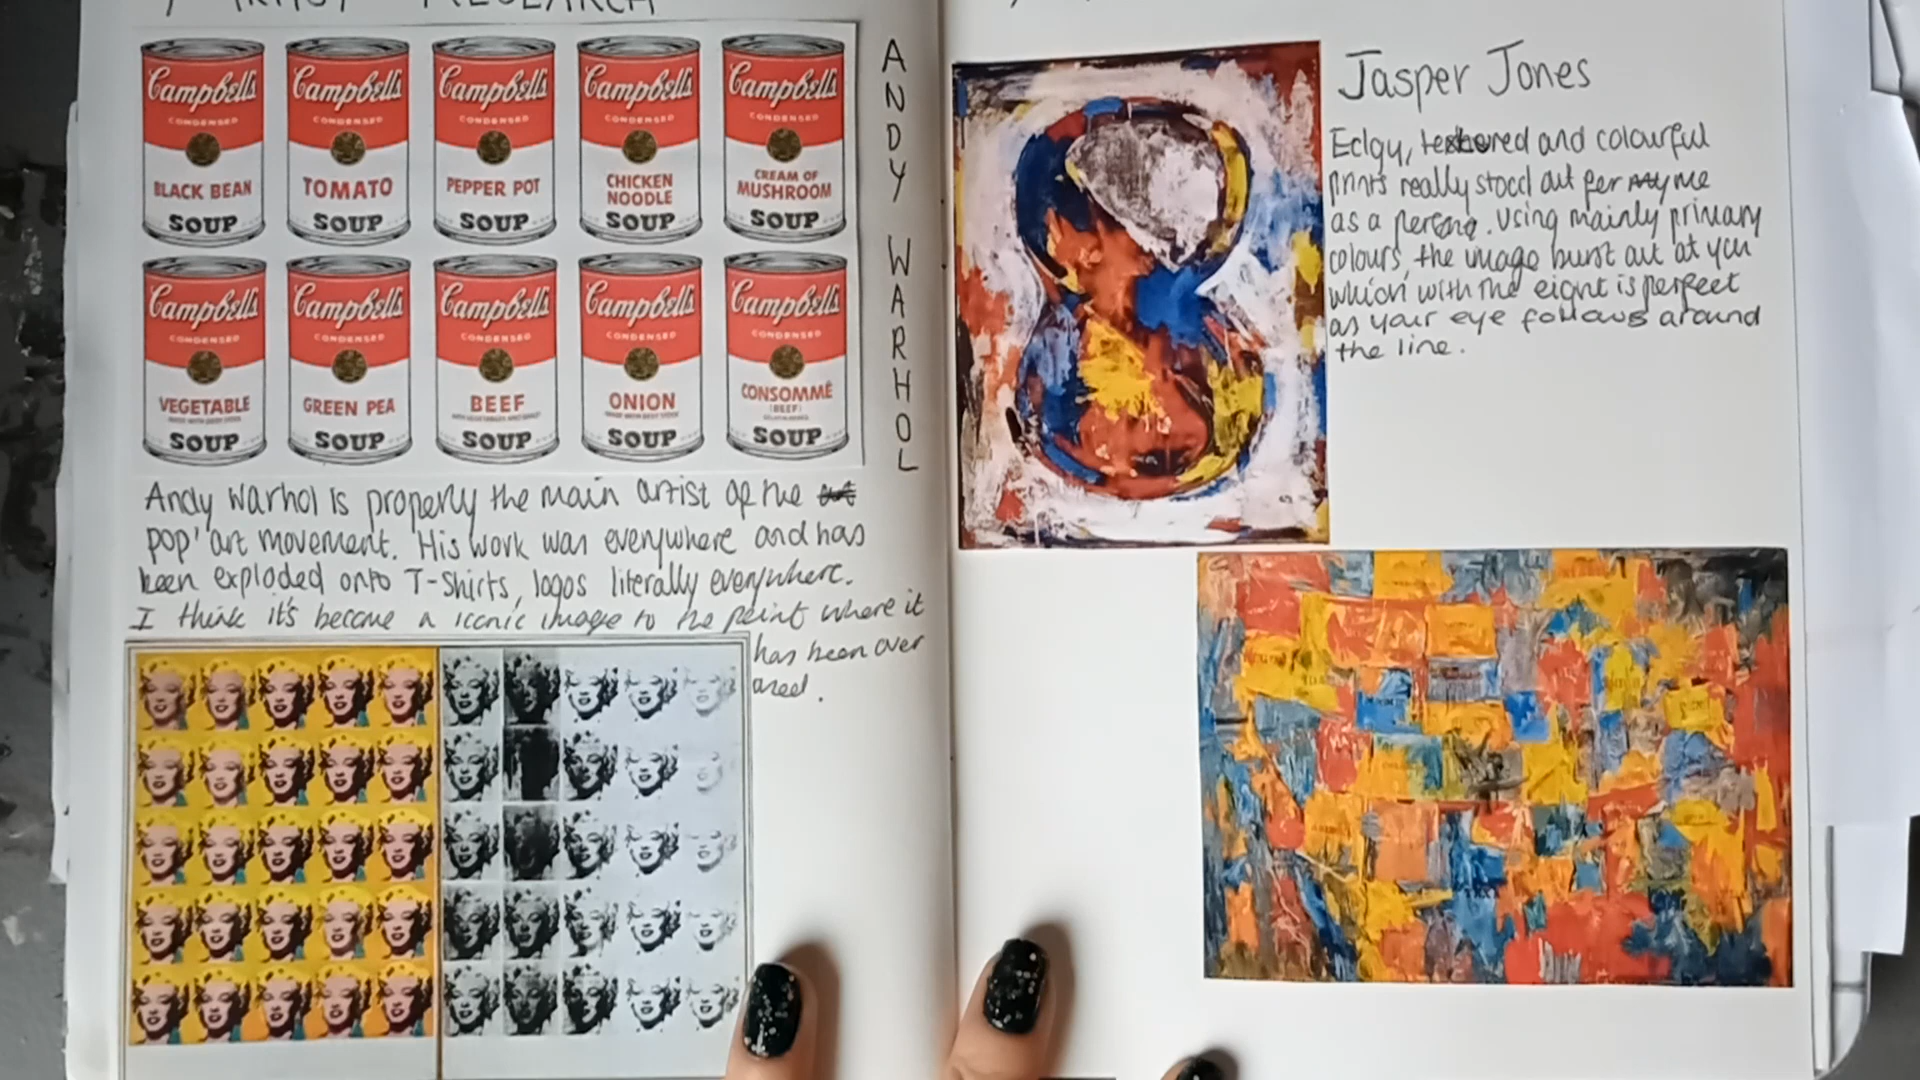 ARTIST RESEARCH
Campbell's Campbell's Campbell's Campbell's Campbell's
CONDENSED CONDENSED CONDENSED CONDENSED CONDENSED
BLACK BEAN TOMATO PEPPER POT CHICKEN NOODLE CREAM OF MUSHROOM
SOUP SOUP SOUP SOUP SOUP
Campbell's Campbell's Campbell's Campbell's Campbell's
CONDENSED CONDENSED CONDENSED CONDENSED CONDENSED
VEGETABLE GREEN PEA BEEF ONION CONSOMMÉ
(BEEF)
SOUP SOUP SOUP SOUP SOUP
ANDY WARHOL
Andy Warhol is properly the main artist of the
pop' art movement. His work was everywhere and has
been exploded onto T-Shirts, logos literally everywhere.
I think it's become a iconic image to the point where it
has been over
Jasper Jones
Edgy, textured and colourful
prints really stood out for me
as a persona. Using mainly primary
colours, the image burst out at you
which with the eight is perfect
as your eye follows around
the line.